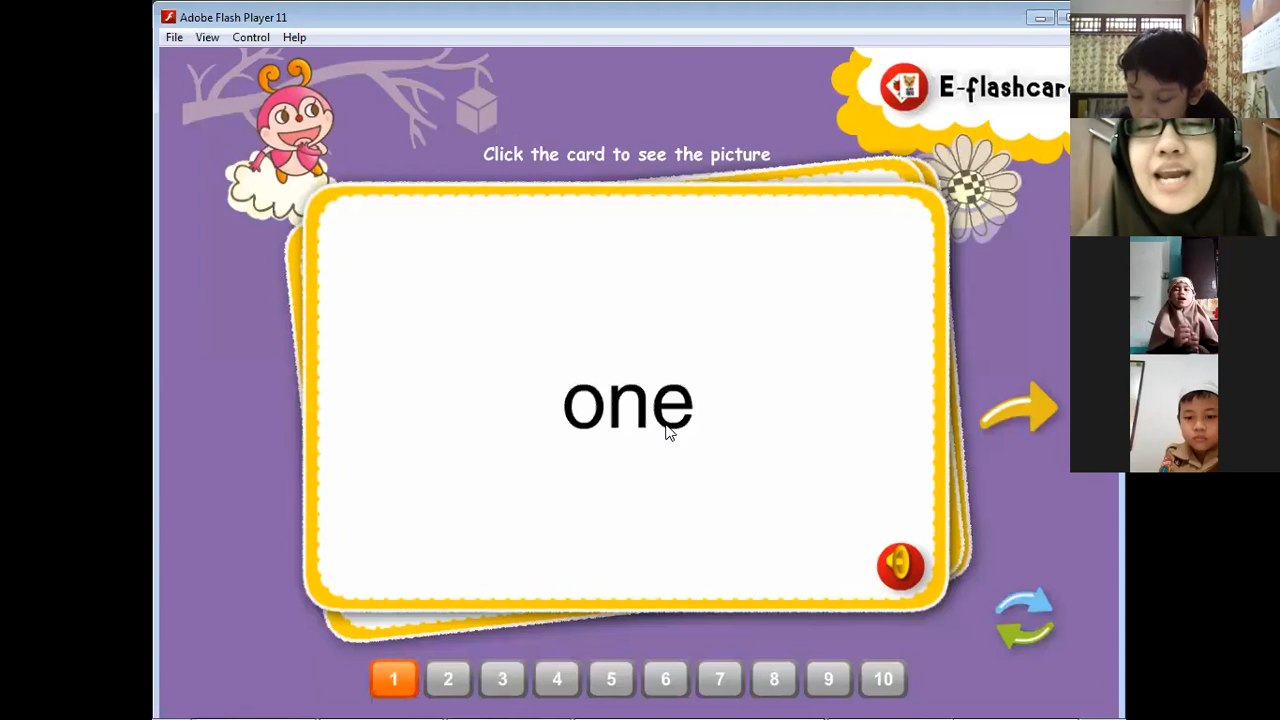 Adobe Flash Player 11
File View Control Help
E-flashcar
Click the card to see the picture
one
1 2 3 4 5 6 7 8 9 10